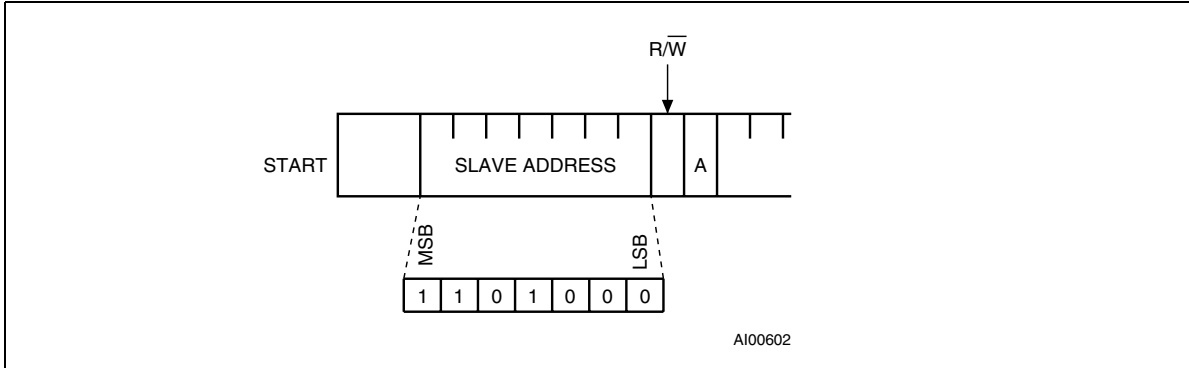 R/W̅
START
SLAVE ADDRESS
A
MSB
LSB
1 1 0 1 0 0 0
AI00602